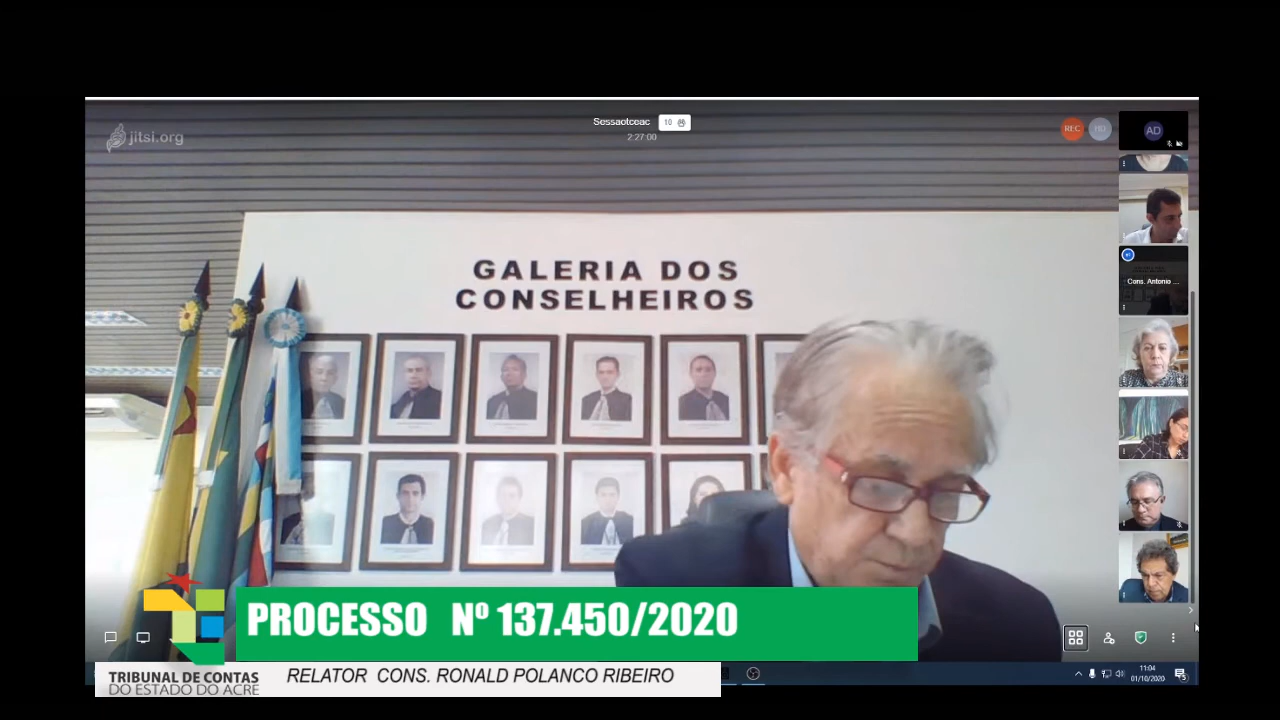 jitsi.org
Sessaotceac
10
2:27:00
REC
HD
AD
Cons. Antonio ...
GALERIA DOS
CONSELHEIROS
PROCESSO Nº 137.450/2020
RELATOR CONS. RONALD POLANCO RIBEIRO
TRIBUNAL DE CONTAS
DO ESTADO DO ACRE
11:04
01/10/2020